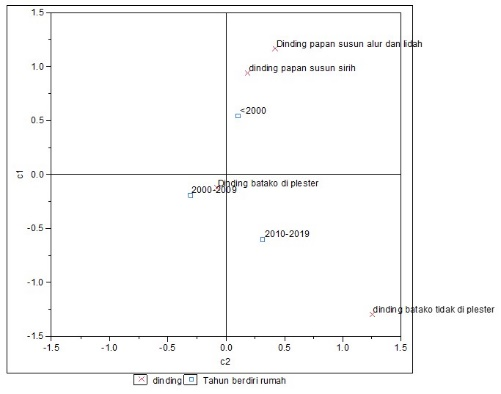 1.5
Dinding papan susun alur dan lidah
1.0
dinding papan susun sirih
<2000
0.5
c1
0.0
Dinding batako di plester
2000-2009
-0.5
2010-2019
-1.0
dinding batako tidak di plester
-1.5
-1.5 -1.0 -0.5 0.0 0.5 1.0 1.5
c2
dinding Tahun berdiri rumah